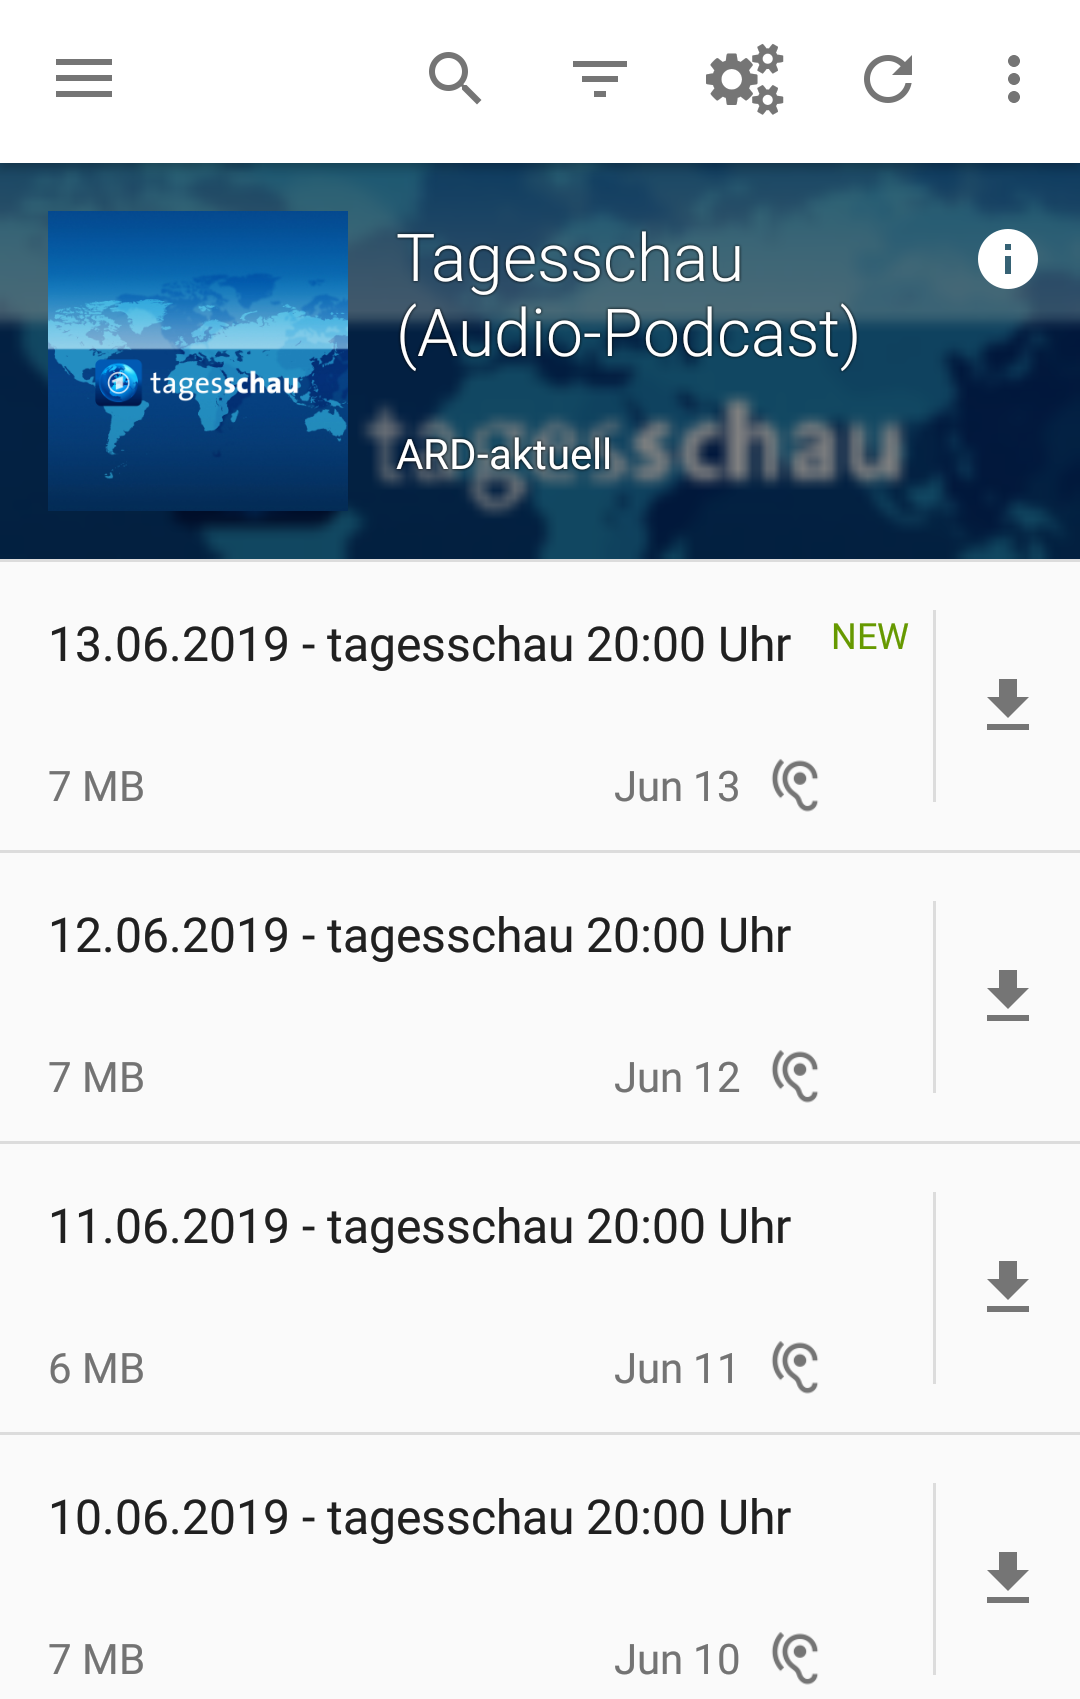 Tagesschau
(Audio-Podcast)
tagesschau
tagesschau
ARD-aktuell
13.06.2019 - tagesschau 20:00 Uhr NEW
7 MB Jun 13
12.06.2019 - tagesschau 20:00 Uhr
7 MB Jun 12
11.06.2019 - tagesschau 20:00 Uhr
6 MB Jun 11
10.06.2019 - tagesschau 20:00 Uhr
7 MB Jun 10